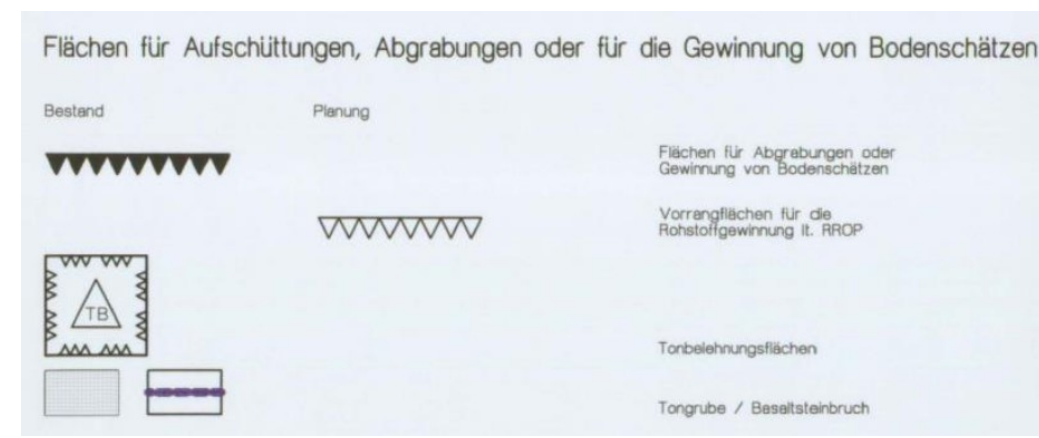 Flächen für Aufschüttungen, Abgrabungen oder für die Gewinnung von Bodenschätzen
Bestand
Planung
Flächen für Abgrabungen oder
Gewinnung von Bodenschätzen
Vorrangflächen für die
Rohstoffgewinnung lt. RROP
TB
Tonbelehnungsflächen
Tongrube / Basaltsteinbruch